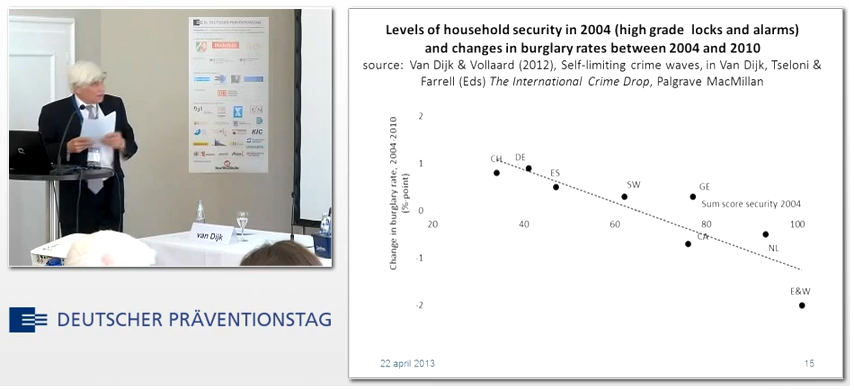 DEUTSCHER PRÄVENTIONSTAG
KIC
van Dijk
DEUTSCHER PRÄVENTIONSTAG
Levels of household security in 2004 (high grade locks and alarms)
and changes in burglary rates between 2004 and 2010
source: Van Dijk & Vollaard (2012), Self-limiting crime waves, in Van Dijk, Tseloni &
Farrell (Eds) The International Crime Drop, Palgrave MacMillan
Change in burglary rate, 2004-2010
(%-point)
2
1
0
-1
-2
20
40
60
80
100
CH
DE
ES
SW
GE
Sum score security 2004
CA
NL
E&W
22 april 2013
15